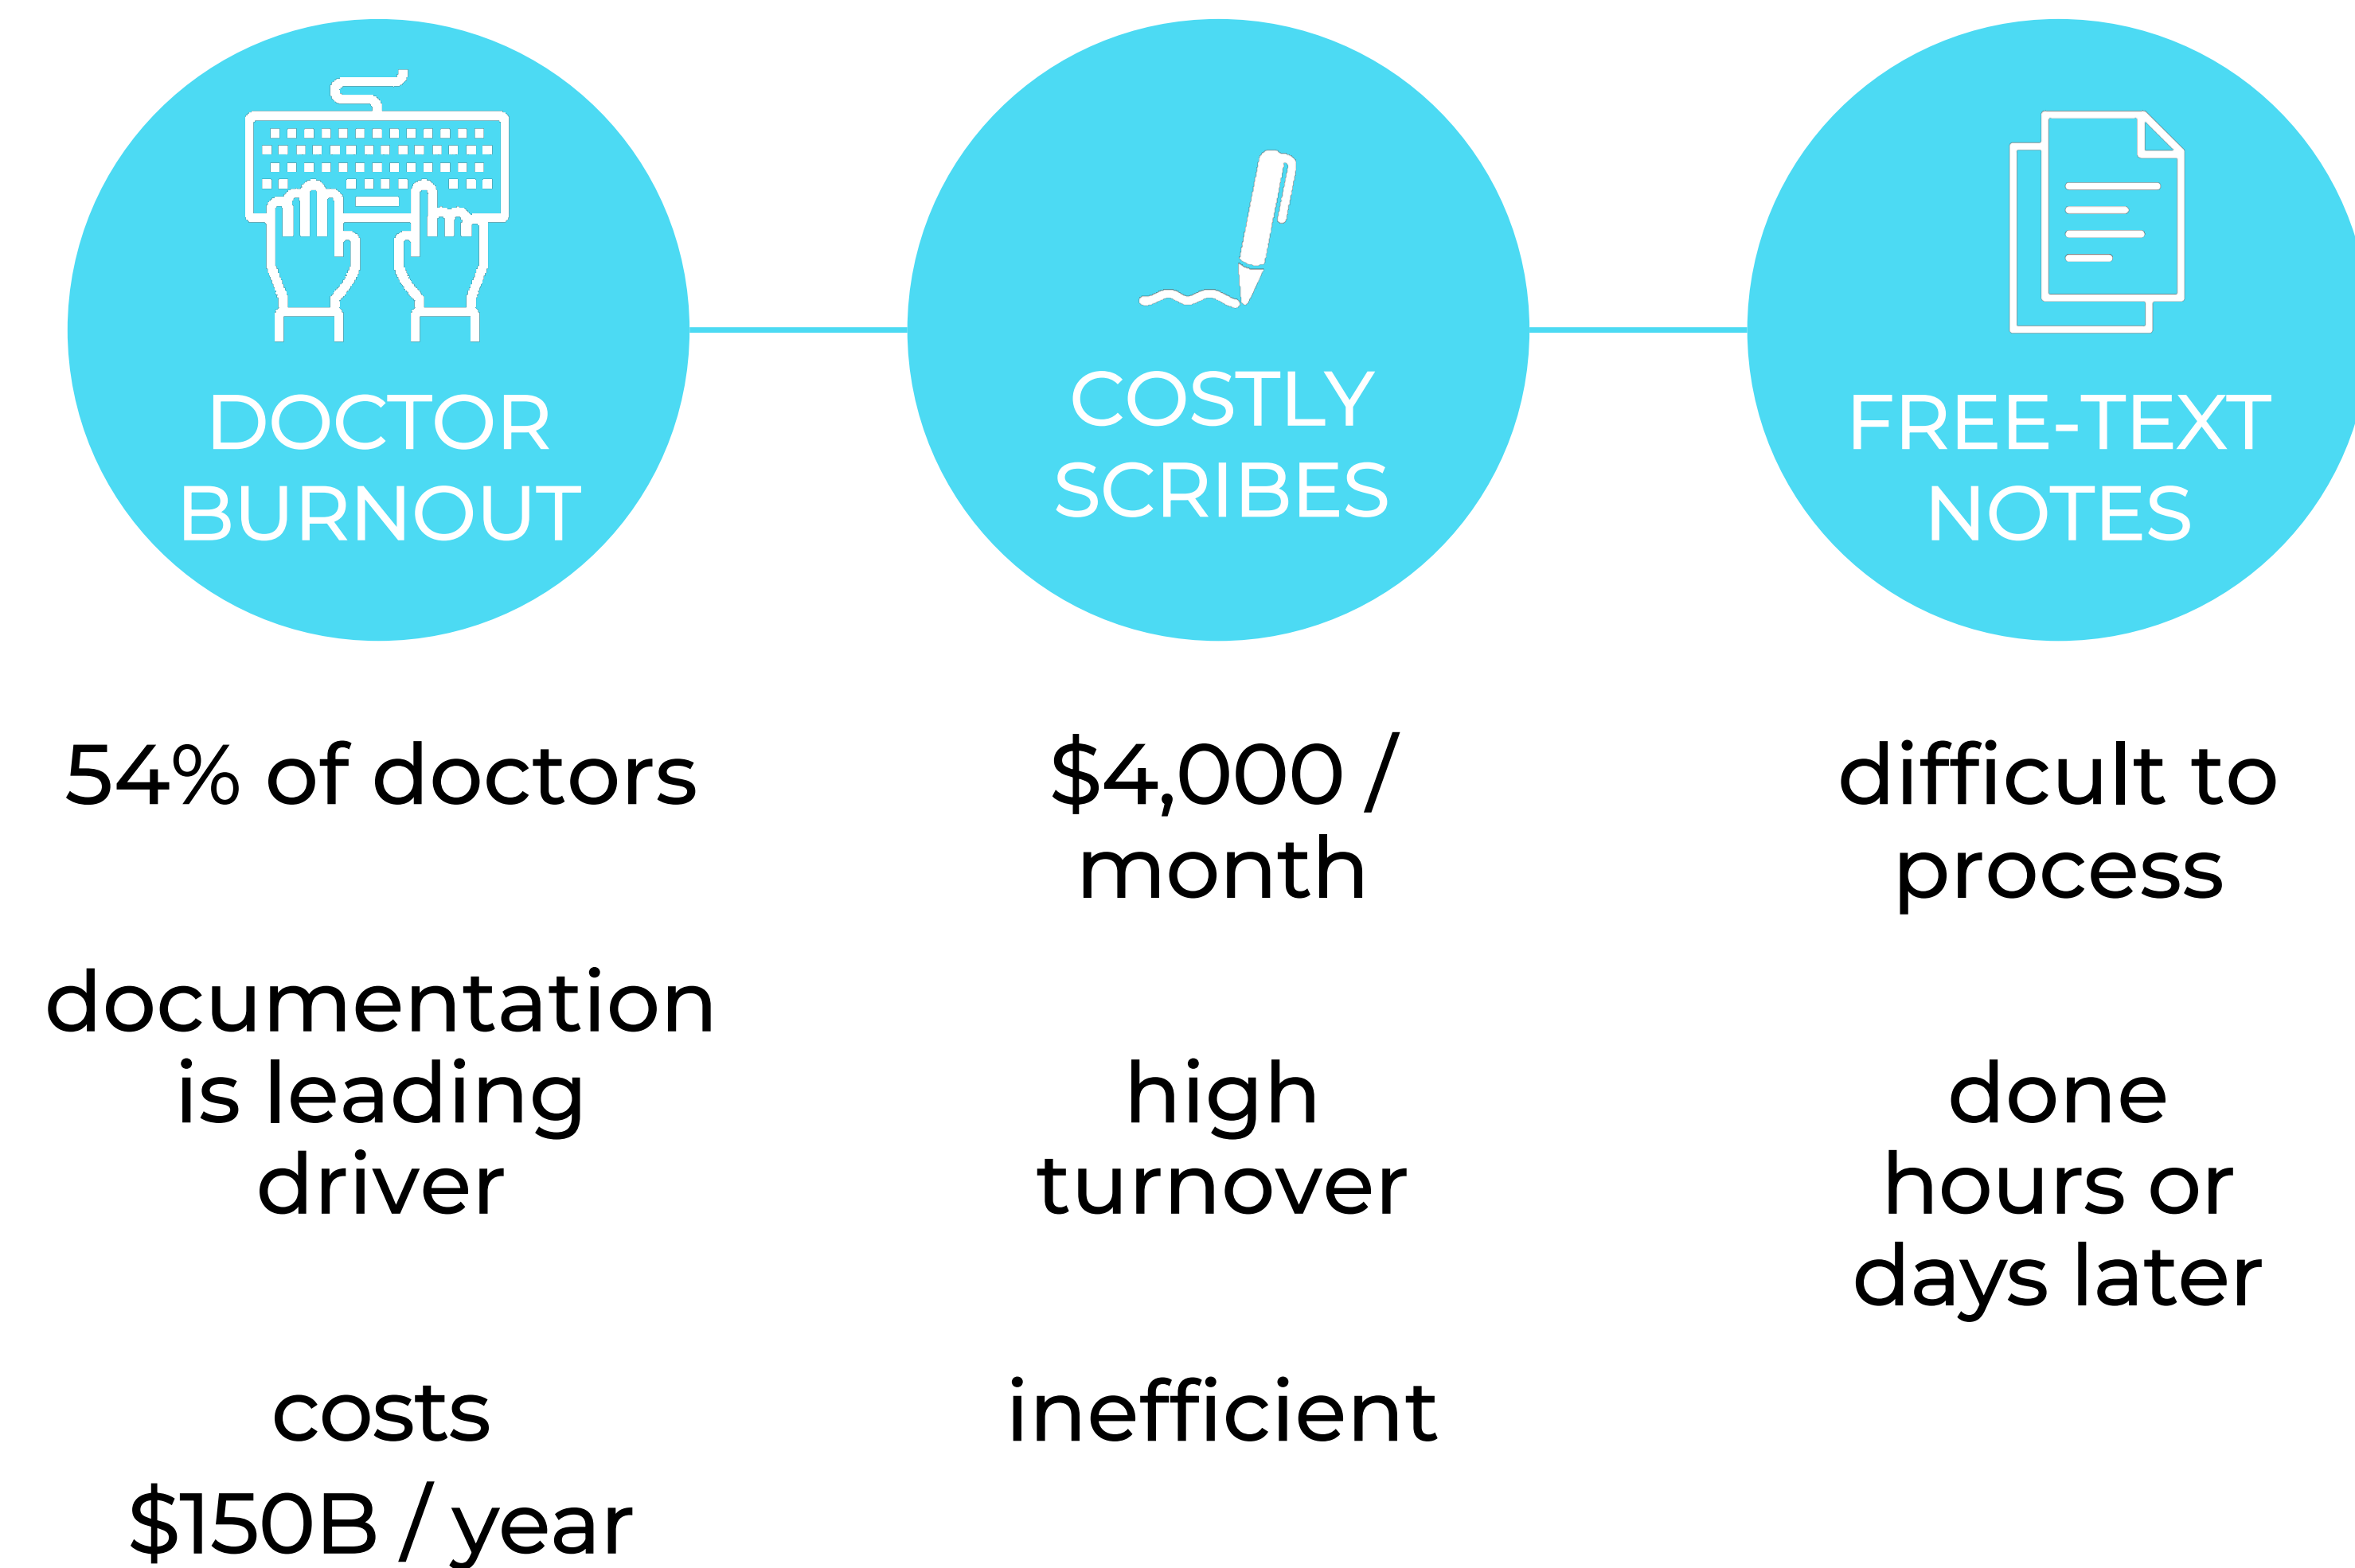 DOCTOR
BURNOUT
54% of doctors
documentation
is leading
driver
costs
$150B / year
COSTLY
SCRIBES
$4,000 /
month
high
turnover
inefficient
FREE-TEXT
NOTES
difficult to
process
done
hours or
days later